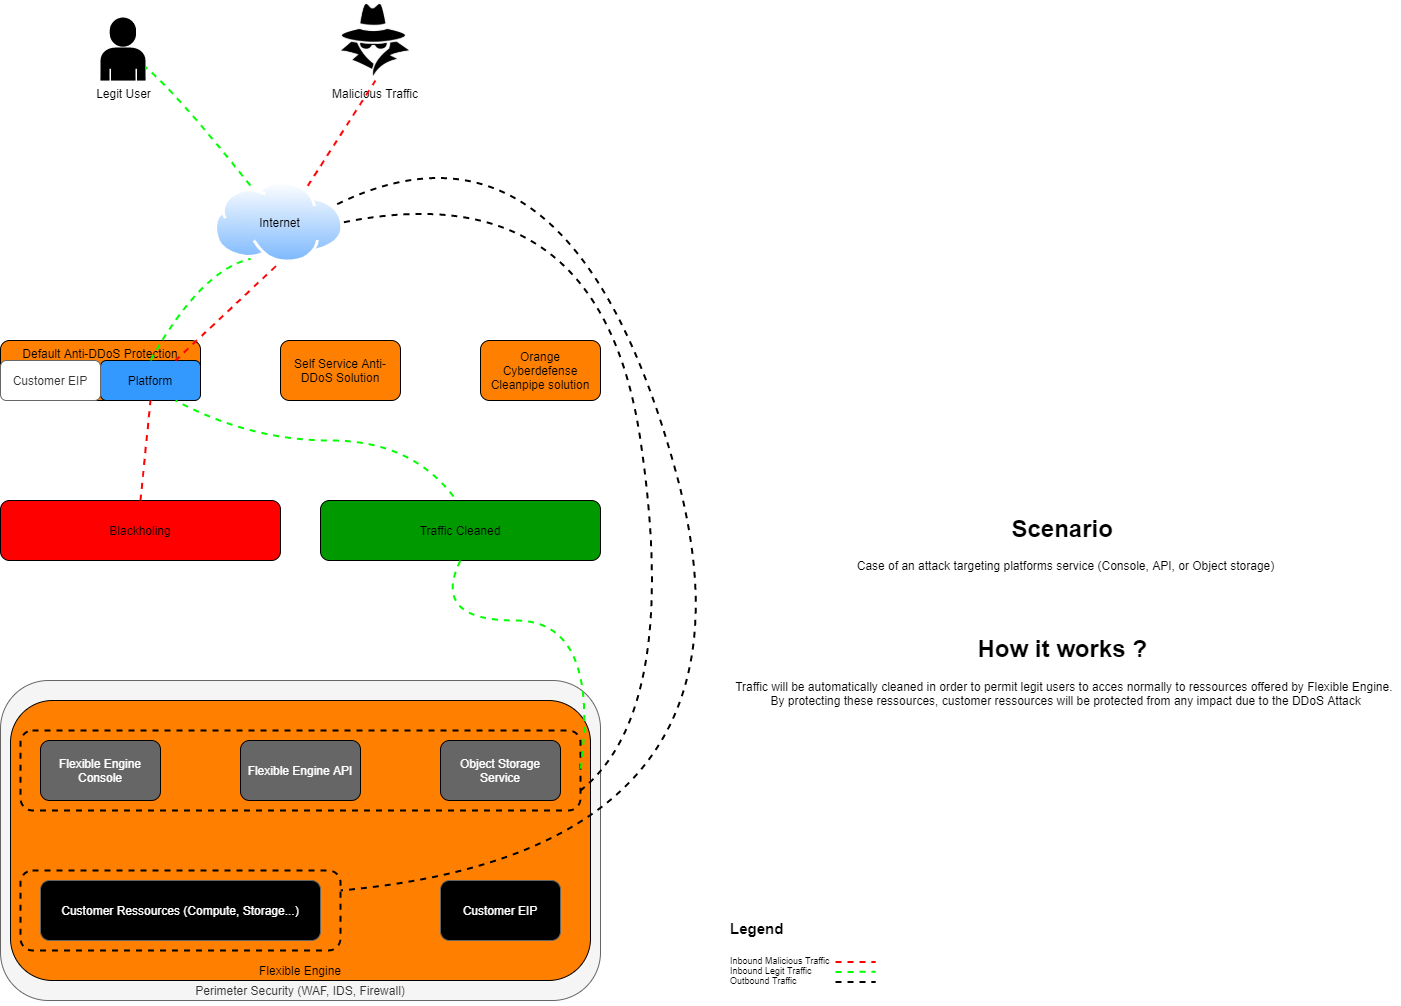 Legit User
Malicious Traffic
Internet
Default Anti-DDoS Protection
Customer EIP
Platform
Self Service Anti-
DDoS Solution
Orange
Cyberdefense
Cleanpipe solution
Blackholing
Traffic Cleaned
Scenario
Case of an attack targeting platforms service (Console, API, or Object storage)
How it works ?
Traffic will be automatically cleaned in order to permit legit users to acces normally to ressources offered by Flexible Engine.
By protecting these ressources, customer ressources will be protected from any impact due to the DDoS Attack
Flexible Engine
Console
Flexible Engine API
Object Storage
Service
Customer Ressources (Compute, Storage...)
Customer EIP
Flexible Engine
Perimeter Security (WAF, IDS, Firewall)
Legend
Inbound Malicious Traffic
Inbound Legit Traffic
Outbound Traffic